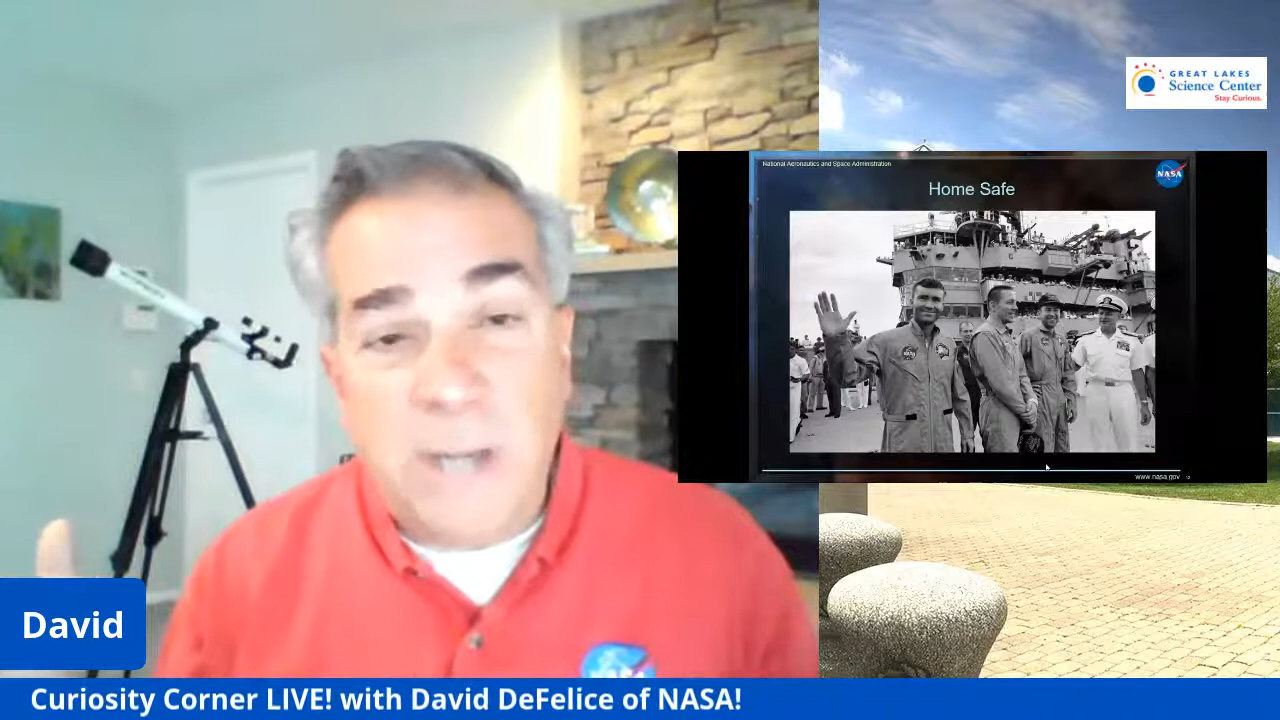 GREAT LAKES
Science Center
Stay Curious.
National Aeronautics and Space Administration
NASA
Home Safe
www.nasa.gov
David
Curiosity Corner LIVE! with David DeFelice of NASA!